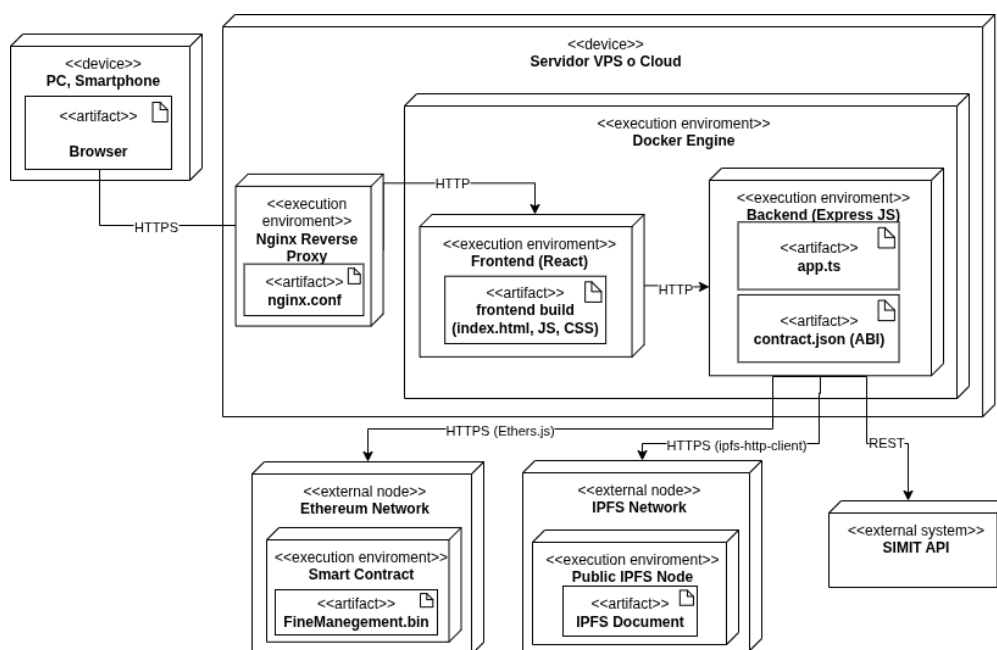 <<device>>
PC, Smartphone
<<artifact>>
Browser
HTTPS
<<device>>
Servidor VPS o Cloud
<<execution
enviroment>>
Nginx Reverse
Proxy
<<artifact>>
nginx.conf
HTTP
<<execution enviroment>>
Docker Engine
<<execution enviroment>>
Frontend (React)
<<artifact>>
frontend build
(index.html, JS, CSS)
HTTP
<<execution enviroment>>
Backend (Express JS)
<<artifact>>
app.ts
<<artifact>>
contract.json (ABI)
HTTPS (Ethers.js)
HTTPS (ipfs-http-client)
REST
<<external node>>
Ethereum Network
<<execution enviroment>>
Smart Contract
<<artifact>>
FineManegement.bin
<<external node>>
IPFS Network
<<execution enviroment>>
Public IPFS Node
<<artifact>>
IPFS Document
<<external system>>
SIMIT API